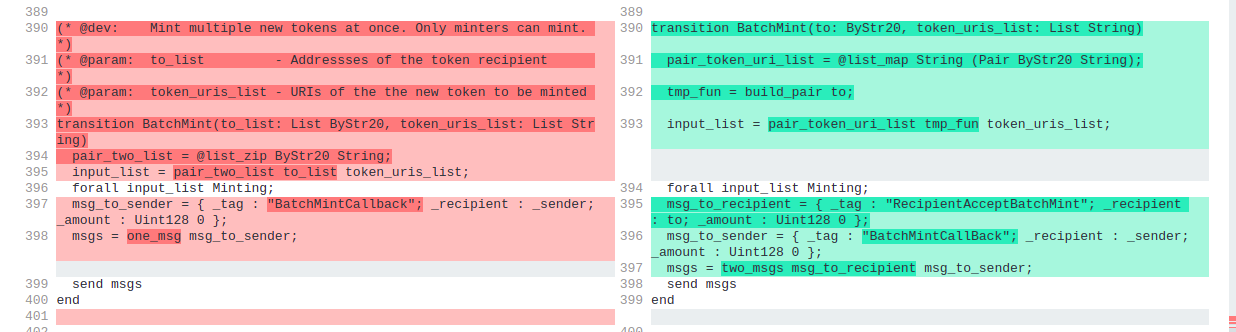 389
390 (* @dev:    Mint multiple new tokens at once. Only minters can mint.
*)
391 (* @param:  to_list         - Addressses of the token recipient
*)
392 (* @param:  token_uris_list - URIs of the the new token to be minted
*)
393 transition BatchMint(to_list: List ByStr20, token_uris_list: List Str
ing)
394   pair_two_list = @list_zip ByStr20 String;
395   input_list = pair_two_list to_list token_uris_list;
396   forall input_list Minting;
397   msg_to_sender = { _tag : "BatchMintCallback"; _recipient : _sender;
_amount : Uint128 0 };
398   msgs = one_msg msg_to_sender;
399   send msgs
400 end
401
402
389
390 transition BatchMint(to: ByStr20, token_uris_list: List String)
391   pair_token_uri_list = @list_map String (Pair ByStr20 String);
392   tmp_fun = build_pair to;
393   input_list = pair_token_uri_list tmp_fun token_uris_list;
394   forall input_list Minting;
395   msg_to_recipient = { _tag : "RecipientAcceptBatchMint"; _recipient
: to; _amount : Uint128 0 };
396   msg_to_sender = { _tag : "BatchMintCallBack"; _recipient : _sender;
_amount : Uint128 0 };
397   msgs = two_msgs msg_to_recipient msg_to_sender;
398   send msgs
399 end
400